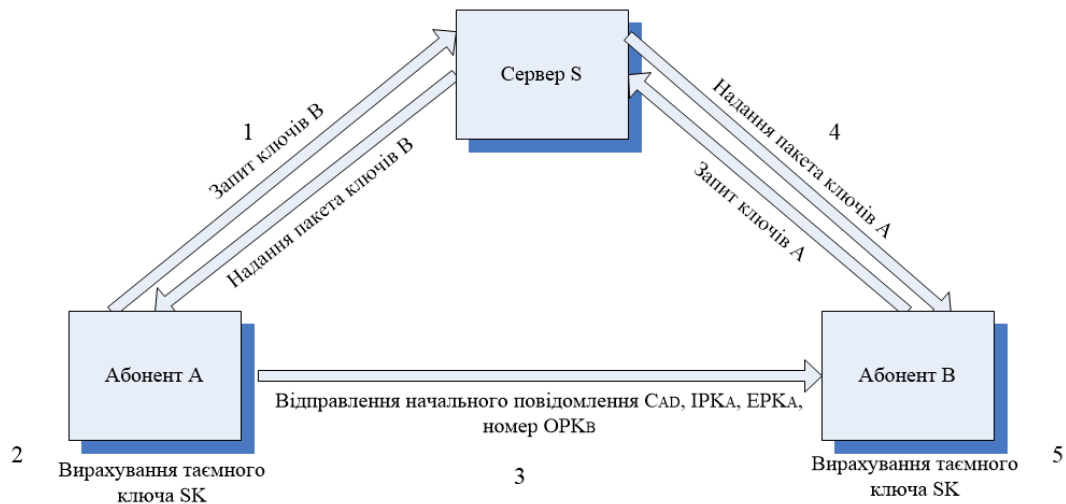 Сервер S
1
Запит ключів B
Надання пакета ключів B
4
Надання пакета ключів A
Запит ключів A
Абонент A
Абонент B
Відправлення начального повідомлення CAD, IPKA, EPKA,
номер OPKB
2
Вирахування таємного
ключа SK
3
Вирахування таємного
ключа SK
5